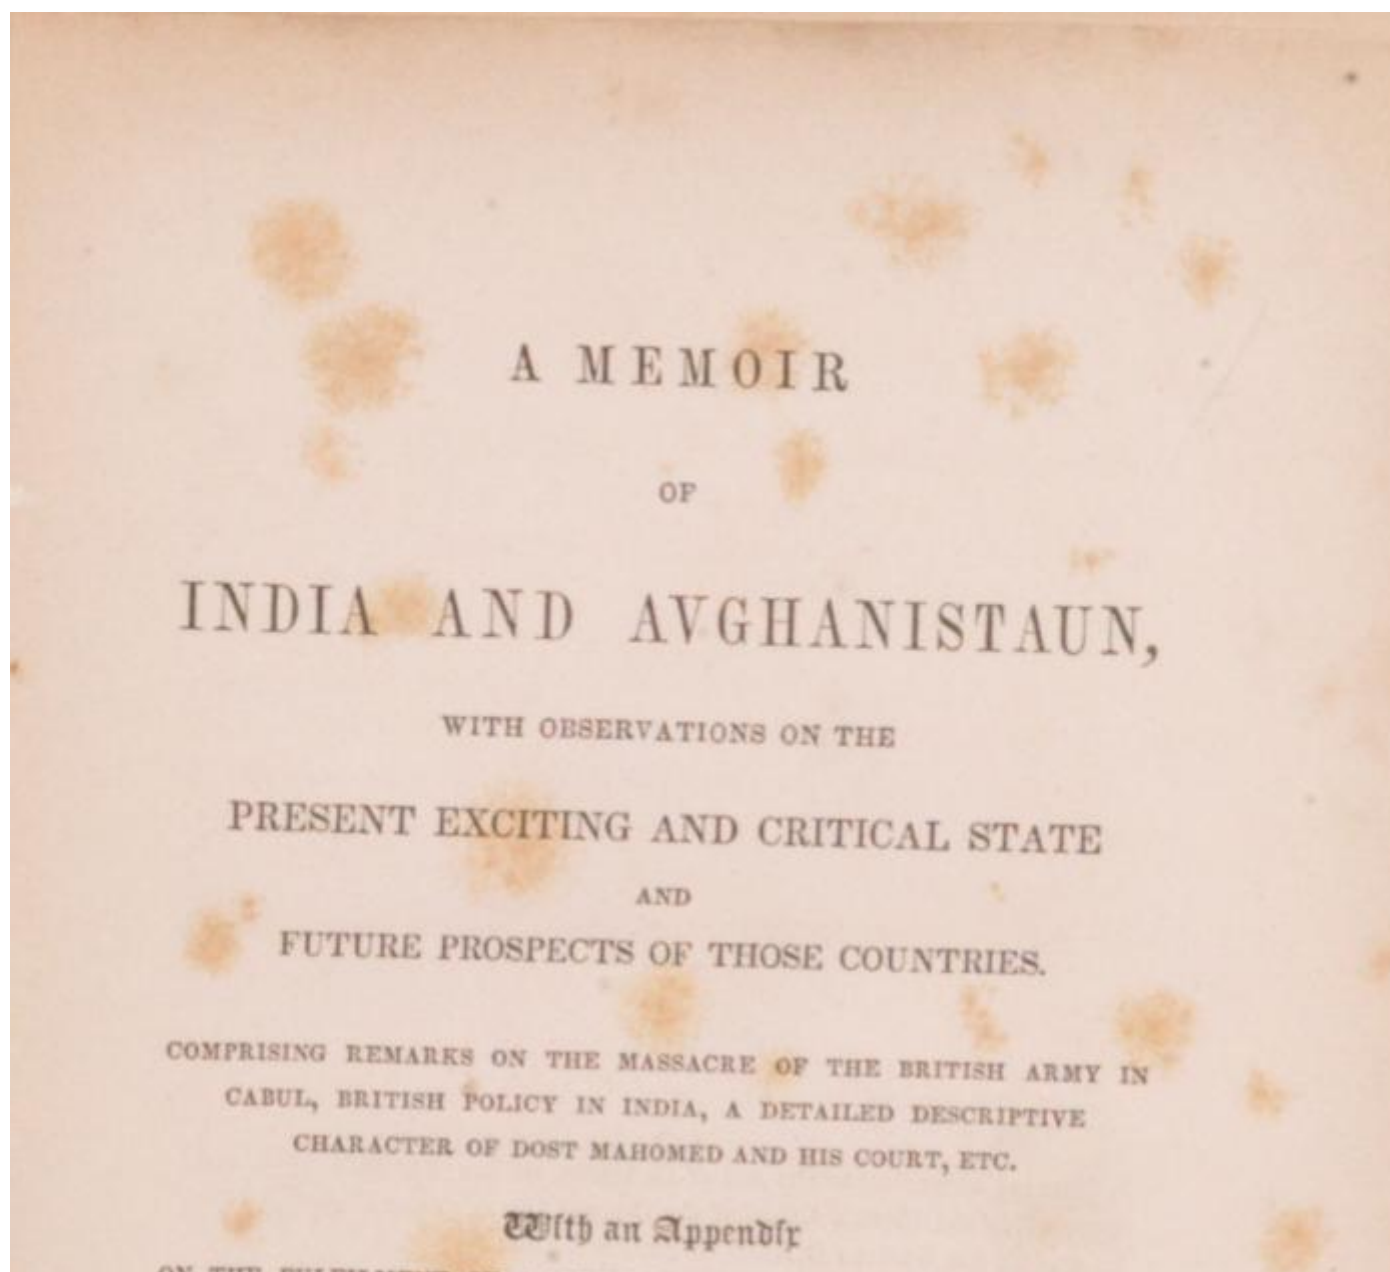 A MEMOIR
OF
INDIA AND AVGHANISTAUN,
WITH OBSERVATIONS ON THE
PRESENT EXCITING AND CRITICAL STATE
AND
FUTURE PROSPECTS OF THOSE COUNTRIES.
COMPRISING REMARKS ON THE MASSACRE OF THE BRITISH ARMY IN
CABUL, BRITISH POLICY IN INDIA, A DETAILED DESCRIPTIVE
CHARACTER OF DOST MAHOMED AND HIS COURT, ETC.
With an Appendix
ON THE